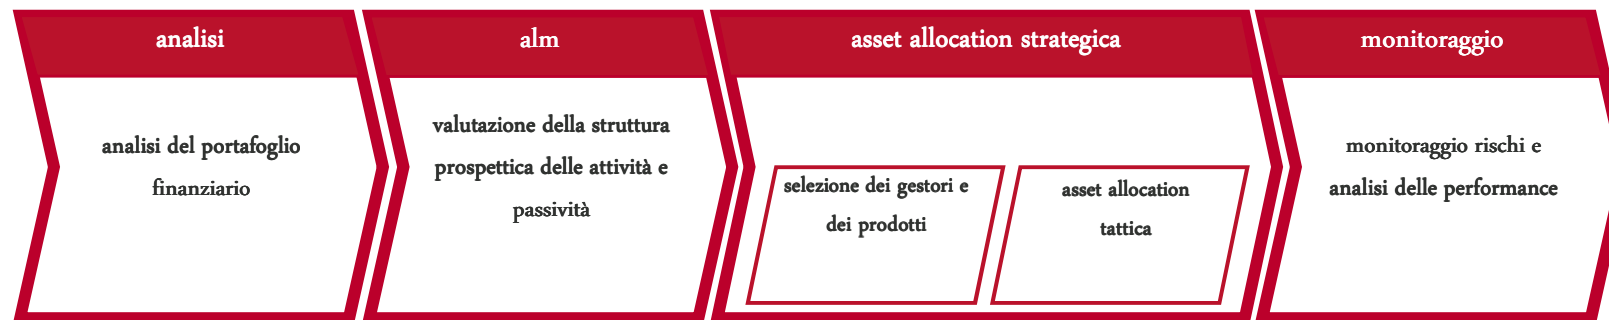 analisi
analisi del portafoglio
finanziario
alm
valutazione della struttura
prospettica delle attività e
passività
asset allocation strategica
selezione dei gestori e
dei prodotti
asset allocation
tattica
monitoraggio
monitoraggio rischi e
analisi delle performance